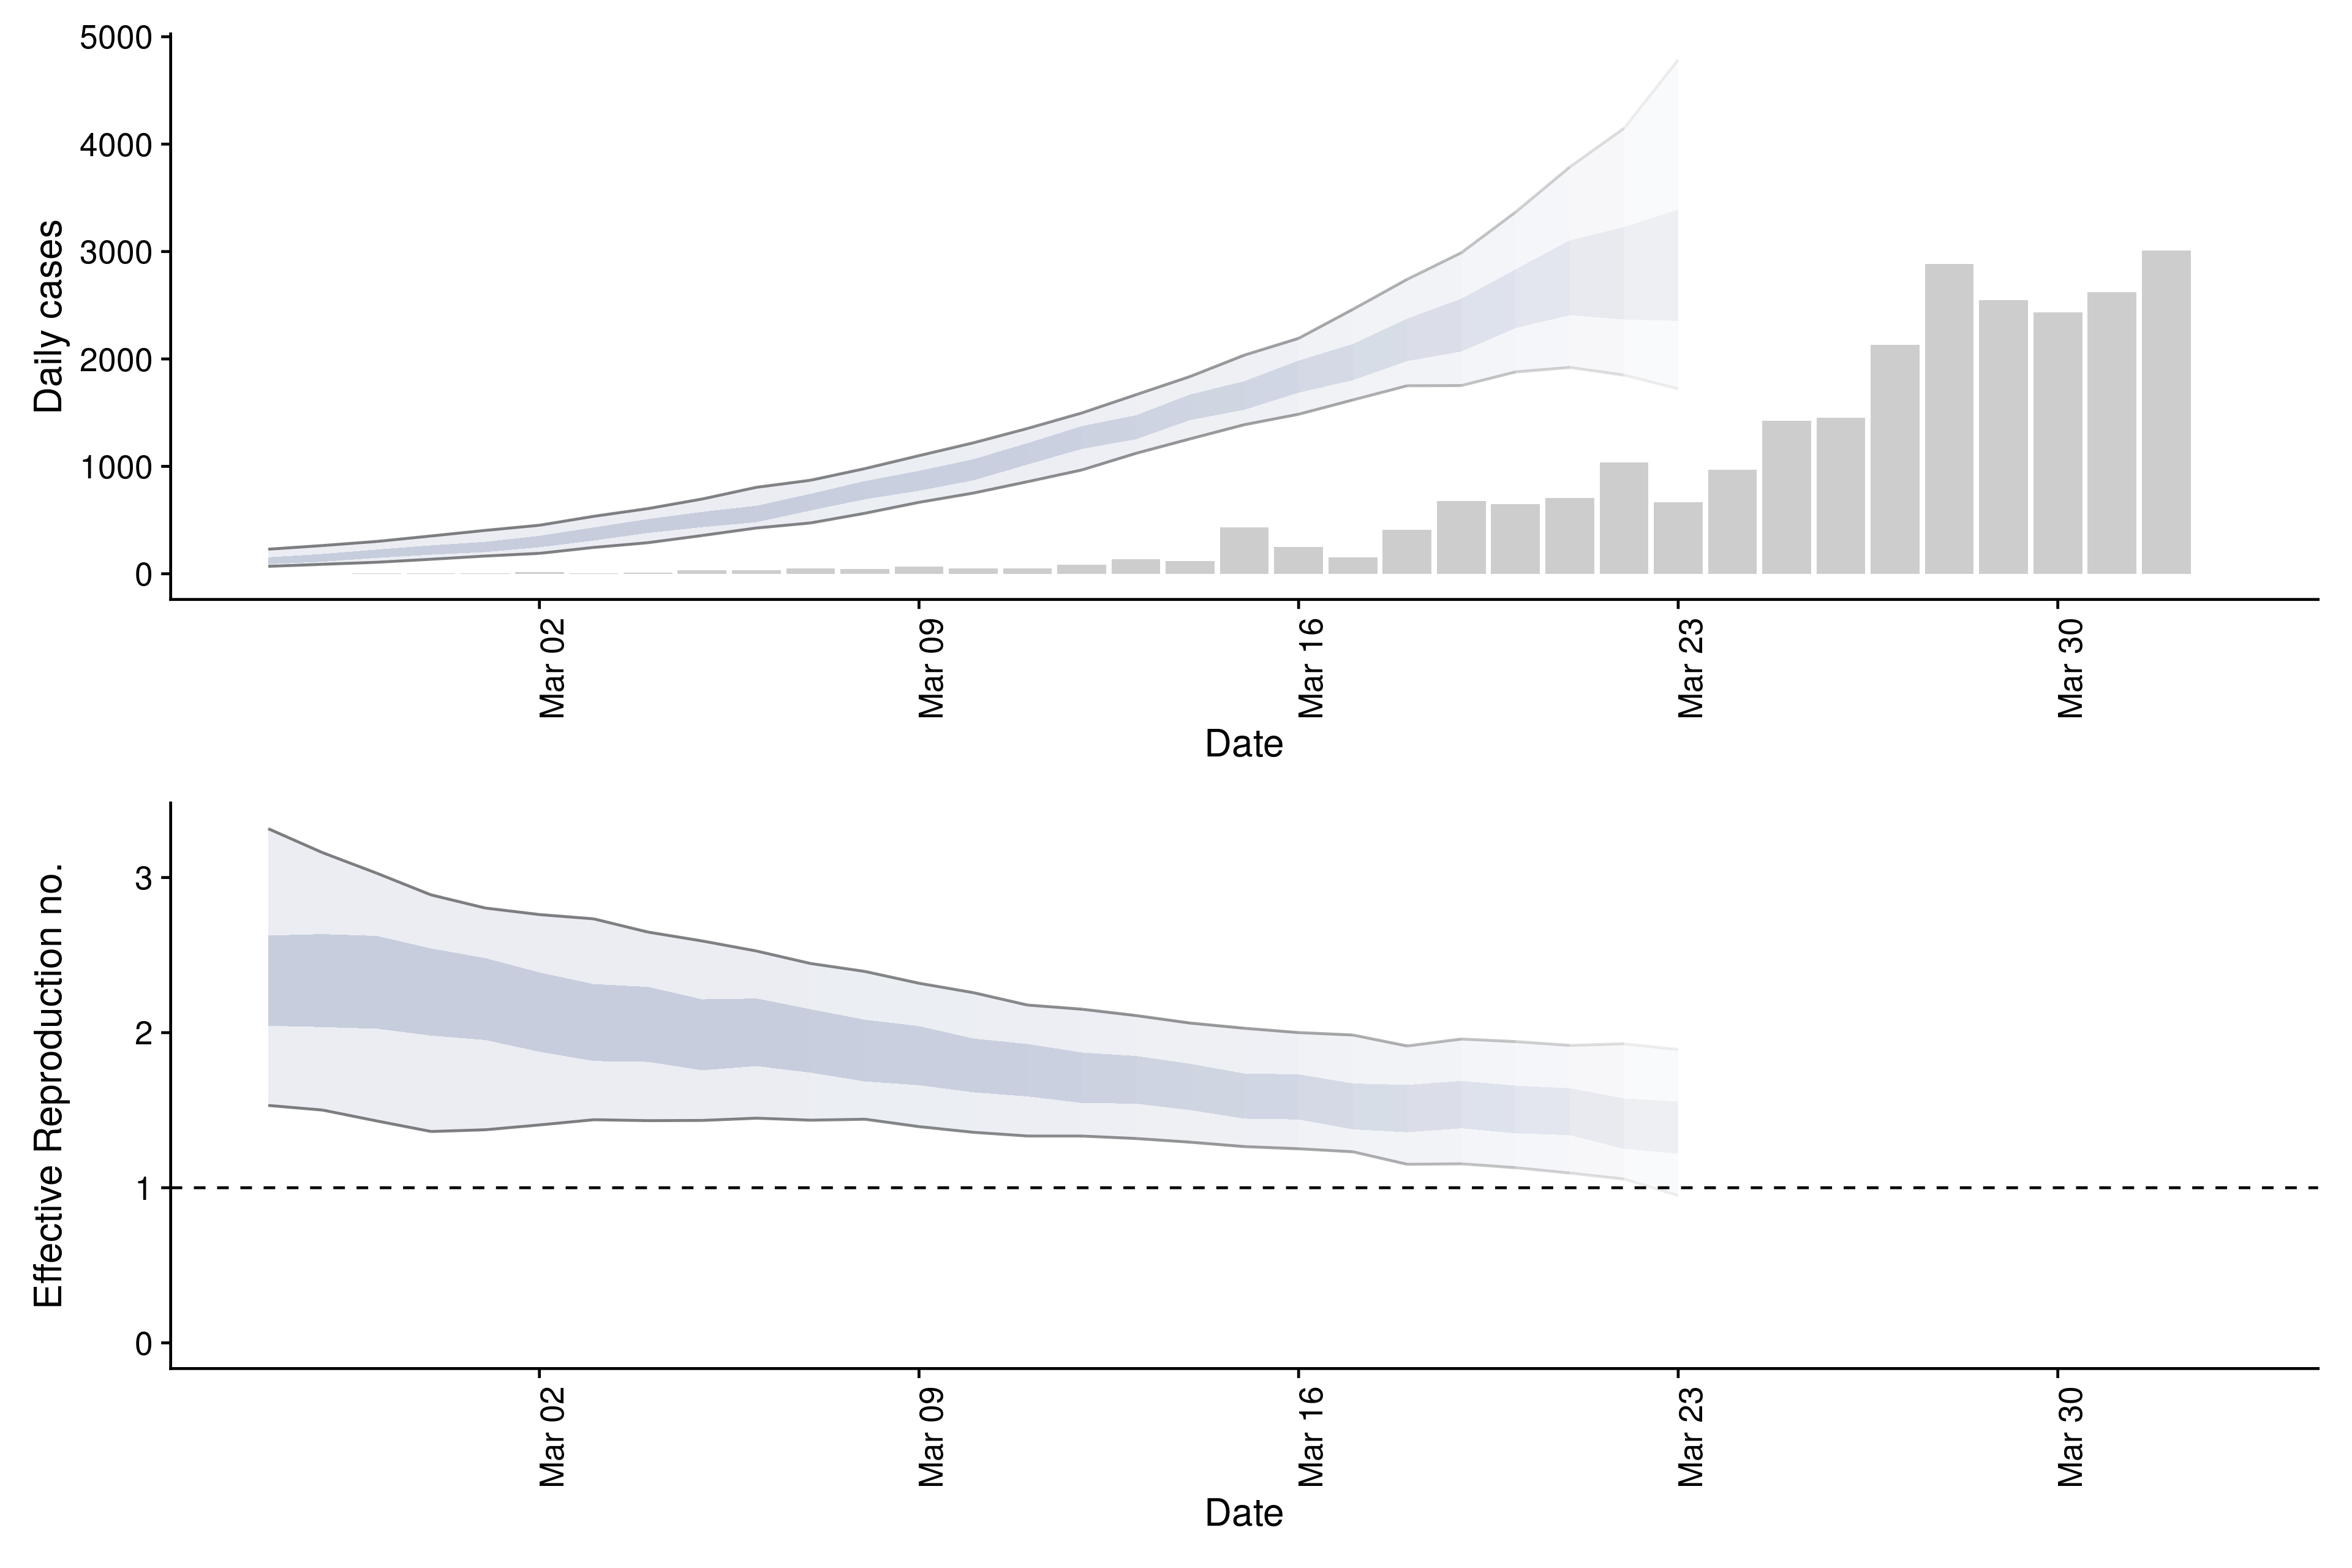 5000
4000
3000
2000
1000
0
Daily cases
Mar 02
Mar 09
Mar 16
Mar 23
Mar 30
Date
3
2
1
0
Effective Reproduction no.
Mar 02
Mar 09
Mar 16
Mar 23
Mar 30
Date